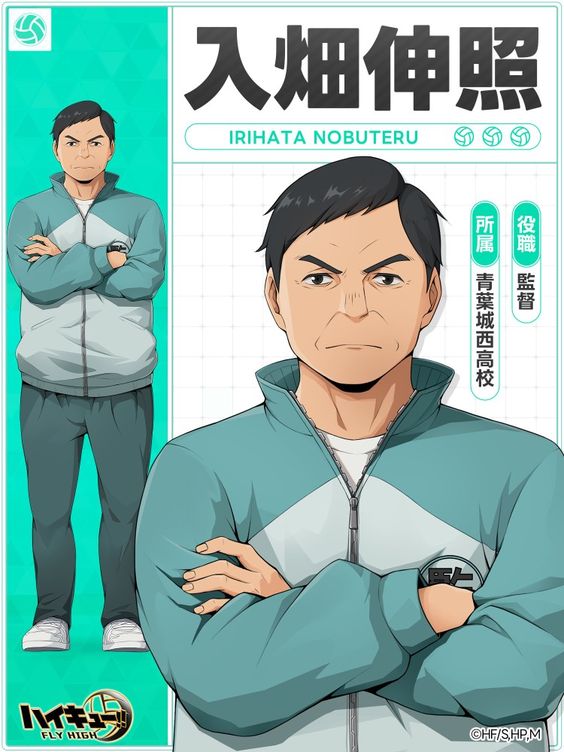 入畑伸照
IRIHATA NOBUTERU
役職
監督
所属
青葉城西高校
ハイキュー!!
FLY HIGH
©HF/S,HP,M